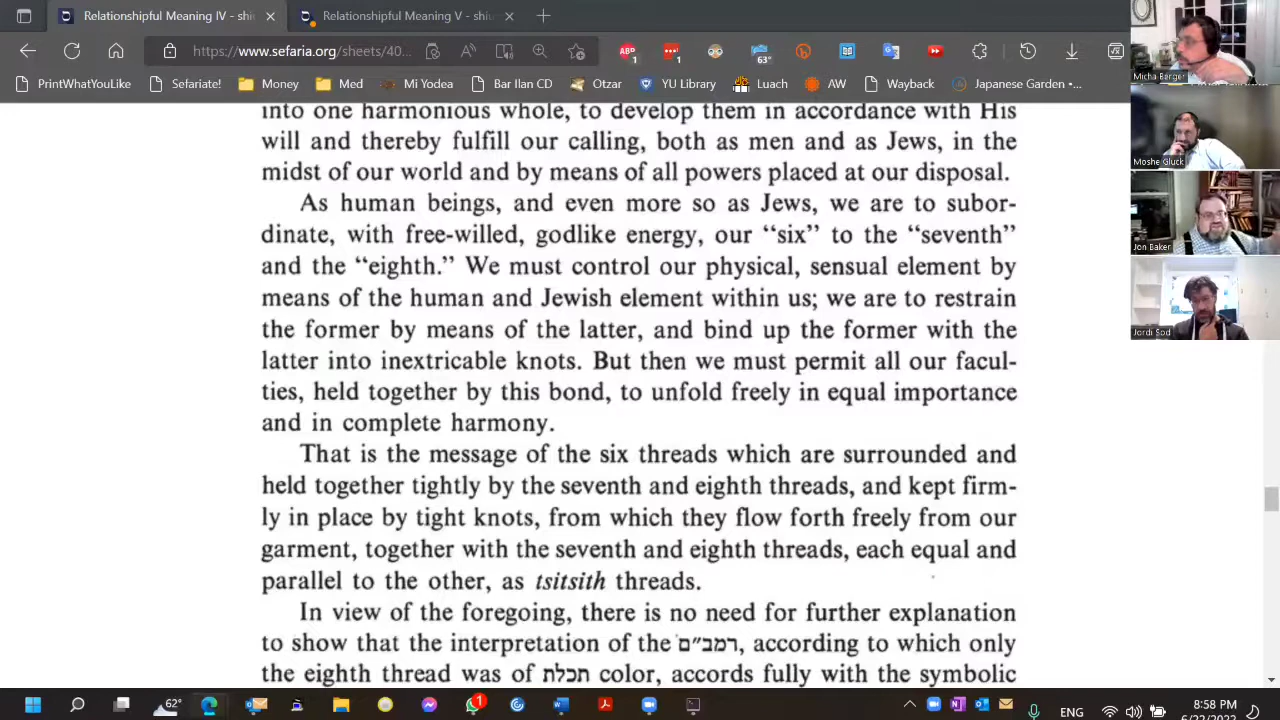 Relationshipful Meaning IV - shi
Relationshipful Meaning V - shi
https://www.sefaria.org/sheets/40...
ABP
1
1
63°
PrintWhatYouLike
Sefariate!
Money
Med
Mi Yo
BarIlan CD
Otzar
YU Library
Laach
AW
Wayback
Japanese Garden -...
into one harmonious whole, to develop them in accordance with His
will and thereby fulfill our calling, both as men and as Jews, in the
midst of our world and by means of all powers placed at our disposal.
As human beings, and even more so as Jews, we are to subor-
dinate, with free-willed, godlike energy, our “six” to the “seventh”
and the “eighth.” We must control our physical, sensual element by
means of the human and Jewish element within us; we are to restrain
the former by means of the latter, and bind up the former with the
latter into inextricable knots. But then we must permit all our facul-
ties, held together by this bond, to unfold freely in equal importance
and in complete harmony.
That is the message of the six threads which are surrounded and
held together tightly by the seventh and eighth threads, and kept firm-
ly in place by tight knots, from which they flow forth freely from our
garment, together with the seventh and eighth threads, each equal and
parallel to the other, as tsitsith threads.
In view of the foregoing, there is no need for further explanation
to show that the interpretation of the רמב״ם, according to which only
the eighth thread was of תכלת color, accords fully with the symbolic
Micha Berger
Moshe Gluck
Jon Baker
Jordi Sod
62°
1
ENG
8:58 PM